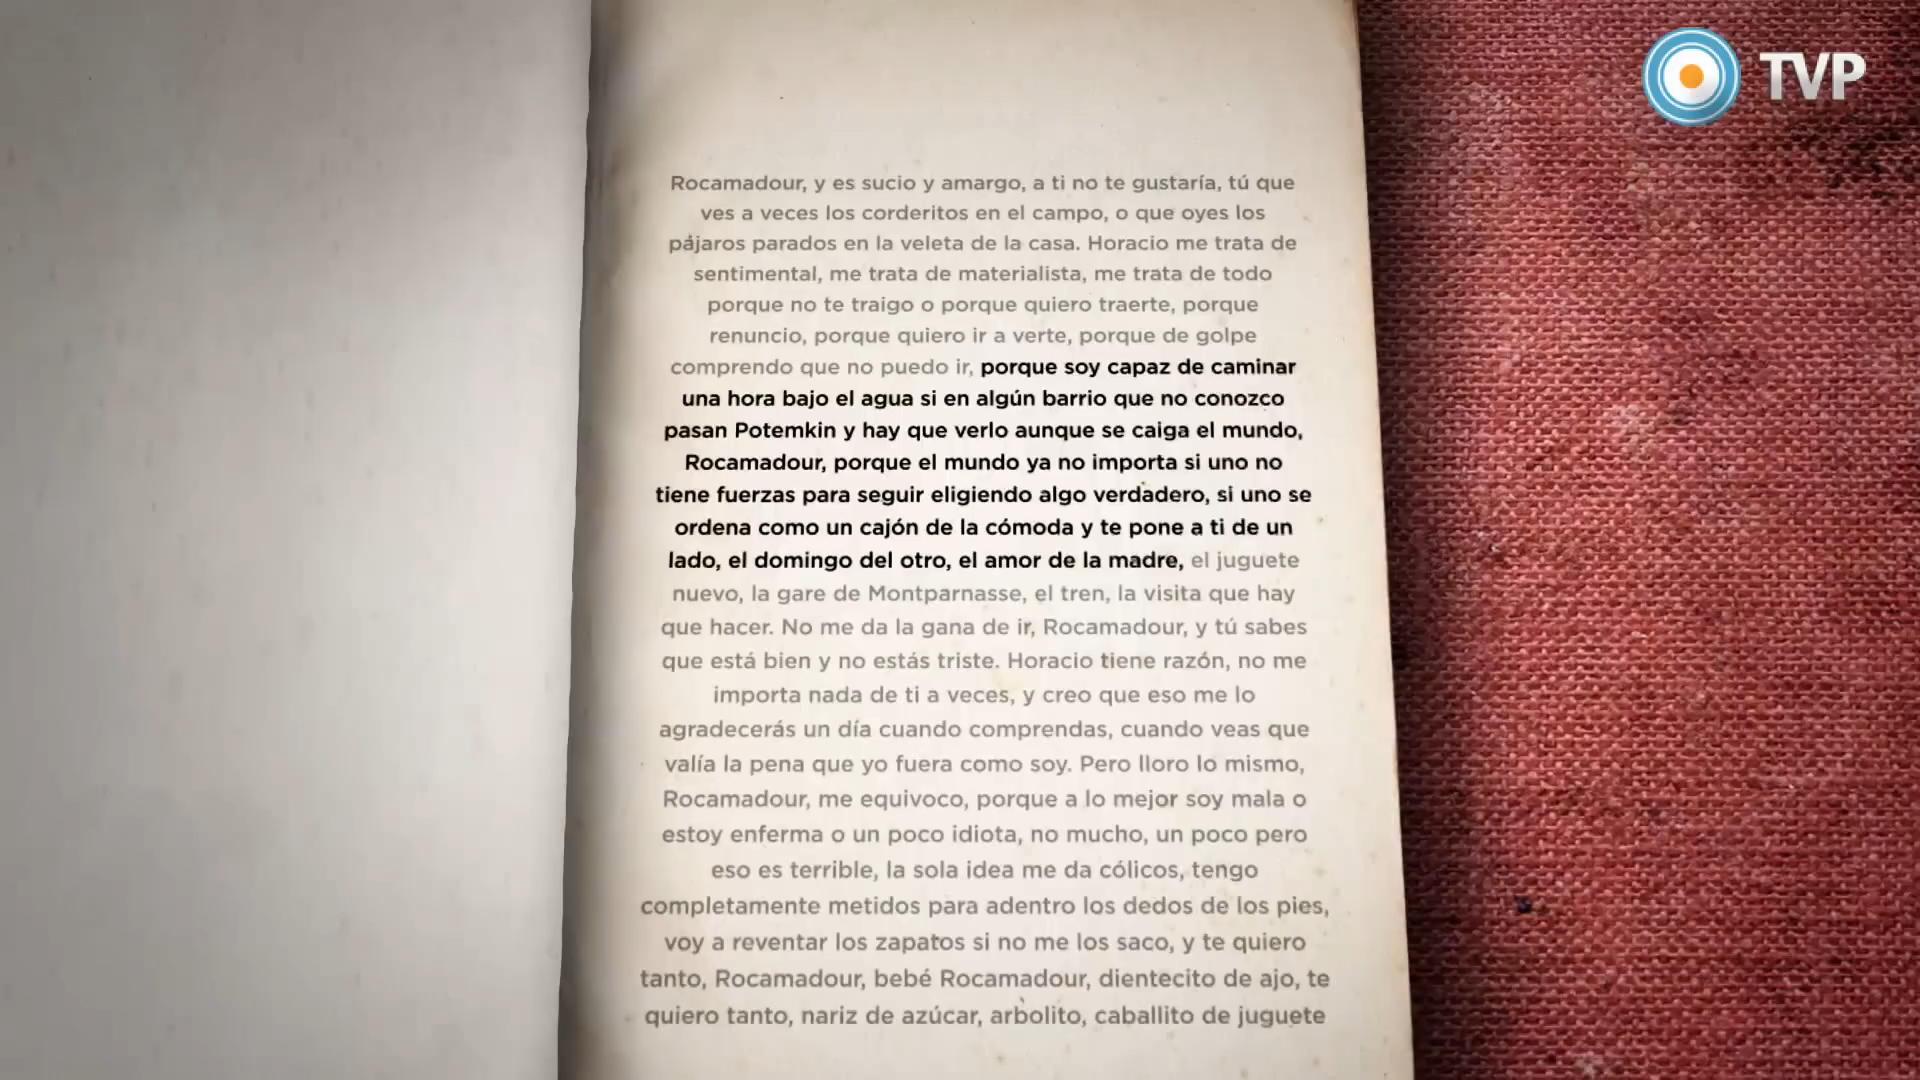 TVP
Rocamadour, y es sucio y amargo, a ti no te gustaría, tú que
ves a veces los corderitos en el campo, o que oyes los
pájaros parados en la veleta de la casa. Horacio me trata de
sentimental, me trata de materialista, me trata de todo
porque no te traigo o porque quiero traerte, porque
renuncio, porque quiero ir a verte, porque de golpe
comprendo que no puedo ir, porque soy capaz de caminar
una hora bajo el agua si en algún barrio que no conozco
pasan Potemkin y hay que verlo aunque se caiga el mundo,
Rocamadour, porque el mundo ya no importa si uno no
tiene fuerzas para seguir eligiendo algo verdadero, si uno se
ordena como un cajón de la cómoda y te pone a ti de un
lado, el domingo del otro, el amor de la madre, el juguete
nuevo, la gare de Montparnasse, el tren, la visita que hay
que hacer. No me da la gana de ir, Rocamadour, y tú sabes
que está bien y no estás triste. Horacio tiene razón, no me
importa nada de ti a veces, y creo que eso me lo
agradecerás un día cuando comprendas, cuando veas que
valía la pena que yo fuera como soy. Pero lloro lo mismo,
Rocamadour, me equivoco, porque a lo mejor soy mala o
estoy enferma o un poco idiota, no mucho, un poco pero
eso es terrible, la sola idea me da cólicos, tengo
completamente metidos para adentro los dedos de los pies,
voy a reventar los zapatos si no me los saco, y te quiero
tanto, Rocamadour, bebé Rocamadour, dientecito de ajo, te
quiero tanto, nariz de azúcar, arbolito, caballito de juguete